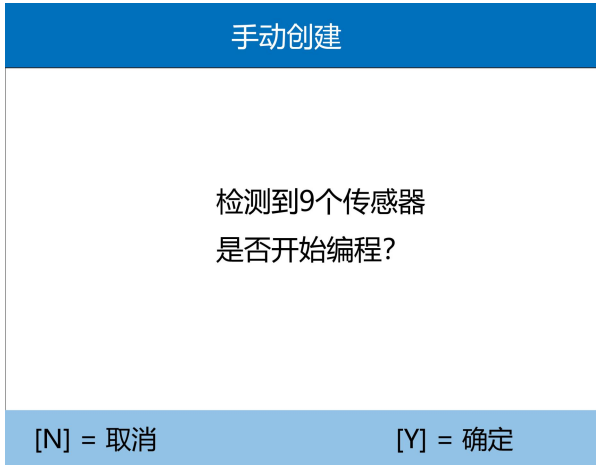 手动创建
检测到9个传感器
是否开始编程?
[N] = 取消
[Y] = 确定